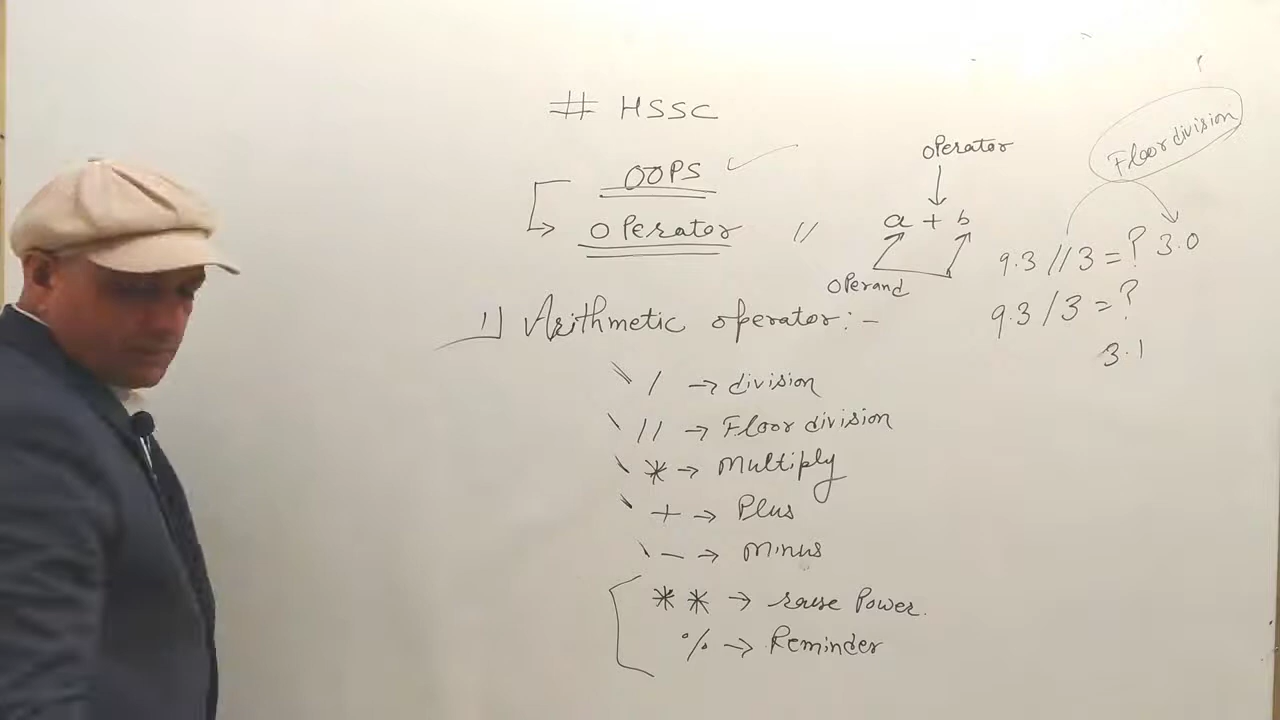 # HSSC
OOPS
operator //
operator
a + b
operand
Floor division
9.3 // 3 = ? 3.0
9.3 / 3 = ?
3.1
1) Arithmetic operator :-
/ → division
// → Floor division
* → Multiply
+ → Plus
- → Minus
** → raise Power.
% → Reminder